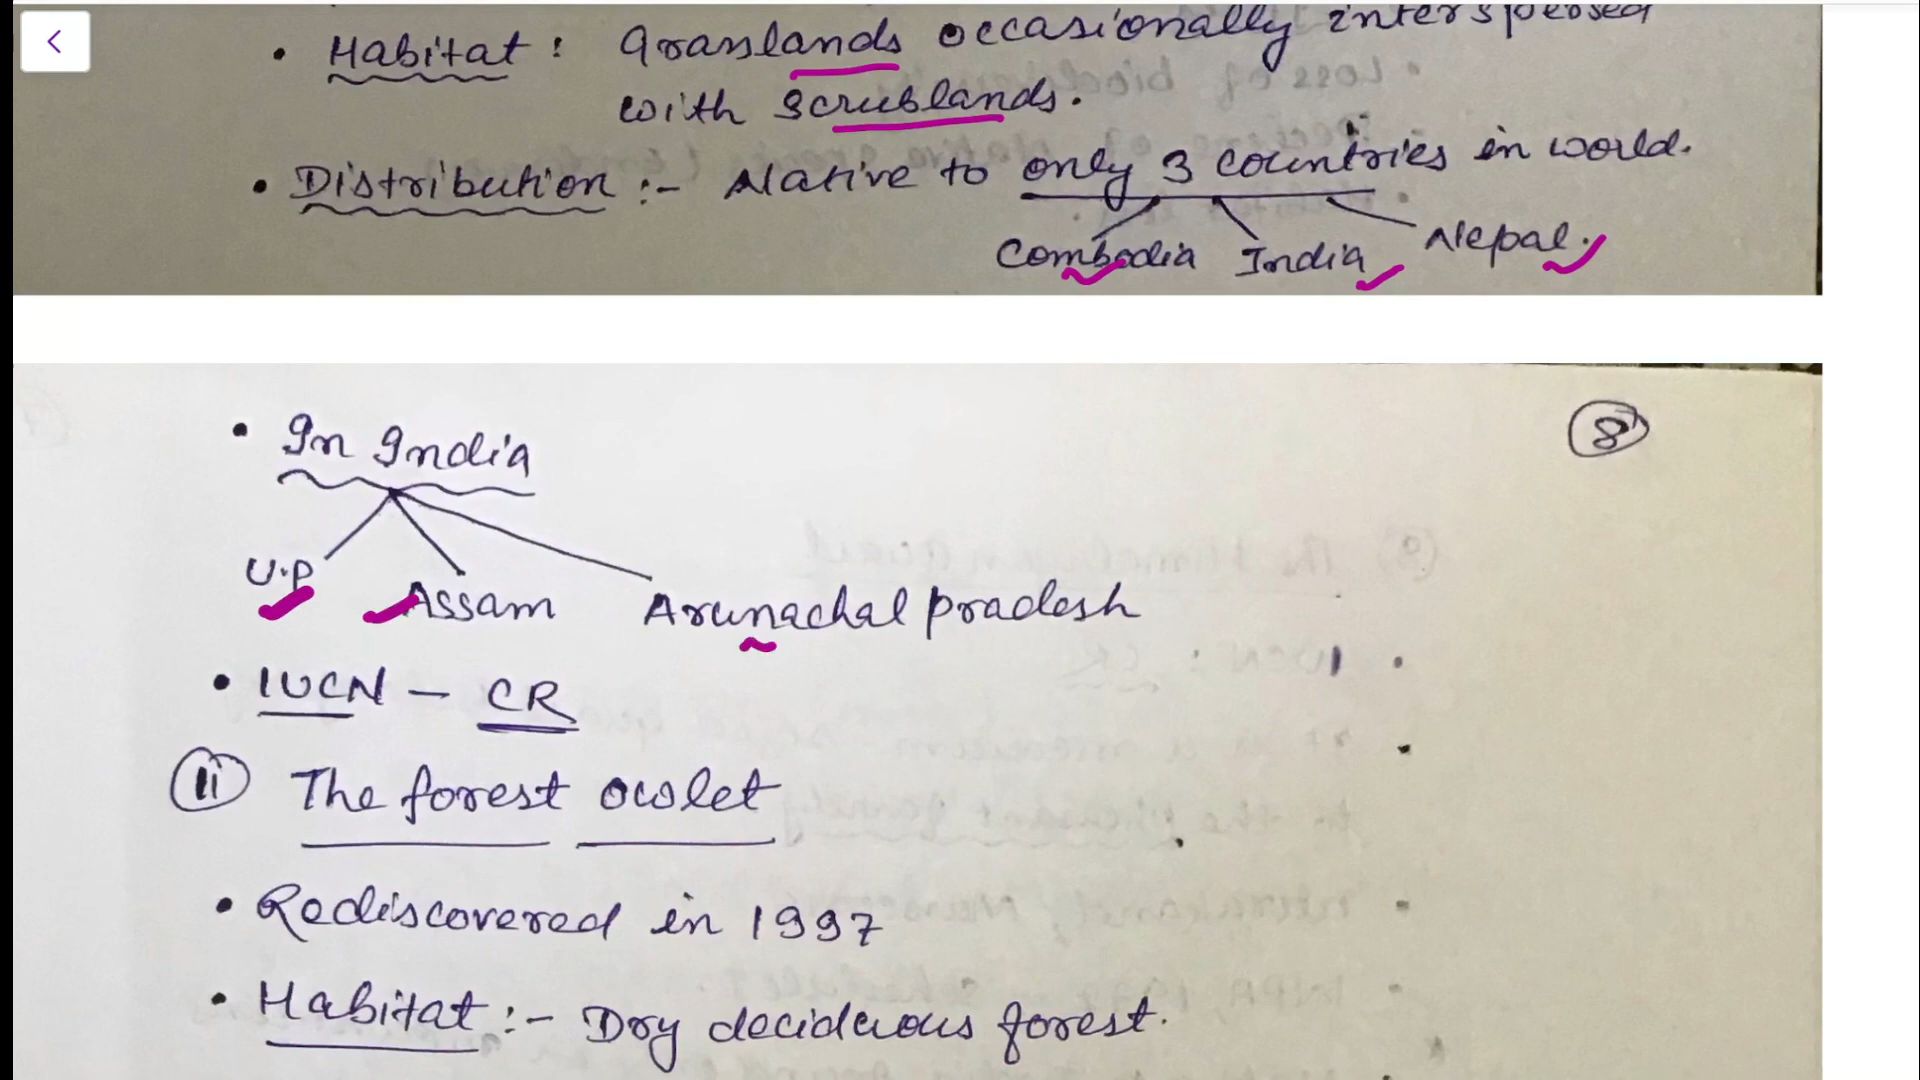 • Habitat : Grasslands occasionally interspersed
with scrublands.
• Distribution :- Native to only 3 countries in world.
Combodia India Nepal.
8
• In India
U.P Assam Arunachal pradesh
• IUCN - CR
ii The forest owlet
• Rediscovered in 1997
• Habitat :- Dry deciduous forest.